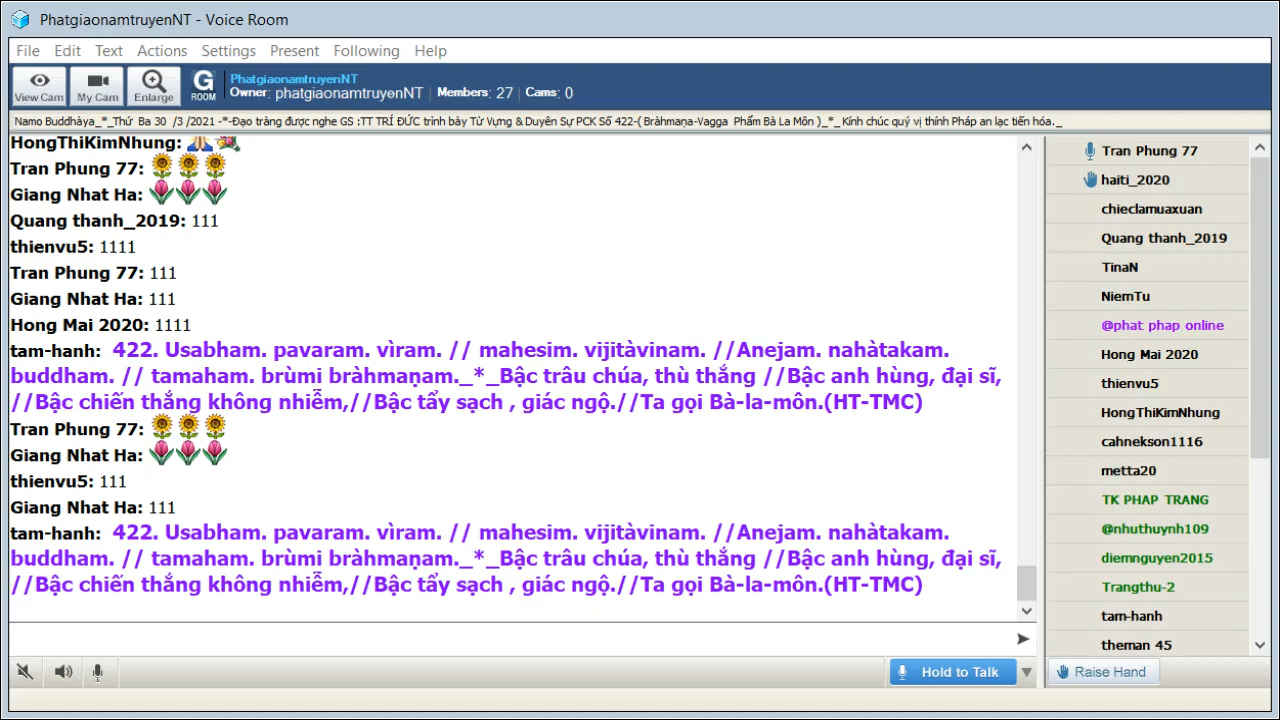 PhatgiaonamtruyenNT - Voice Room
File Edit Text Actions Settings Present Following Help
View Cam My Cam Enlarge G ROOM PhatgiaonamtruyenNT
Owner: phatgiaonamtruyenNT Members: 27 Cams: 0
Namo Buddhàya_*_Thứ Ba 30 /3 /2021 -*-Đạo tràng được nghe GS :TT TRÍ ĐỨC trình bày Từ Vựng & Duyên Sự PCK Số 422-( Bràhmaṇa-Vagga Phẩm Bà La Môn )_*_ Kính chúc quý vị thính Pháp an lạc tiến hóa._
HongThiKimNhung:
Tran Phung 77:
Giang Nhat Ha:
Quang thanh_2019: 111
thienvu5: 1111
Tran Phung 77: 111
Giang Nhat Ha: 111
Hong Mai 2020: 1111
tam-hanh: 422. Usabham. pavaram. vìram. // mahesim. vijitàvinam. //Anejam. nahàtakam.
buddham. // tamaham. brùmi bràhmaṇam._*_Bậc trâu chúa, thù thắng //Bậc anh hùng, đại sĩ,
//Bậc chiến thắng không nhiễm,//Bậc tẩy sạch , giác ngộ.//Ta gọi Bà-la-môn.(HT-TMC)
Tran Phung 77:
Giang Nhat Ha:
thienvu5: 111
Giang Nhat Ha: 111
tam-hanh: 422. Usabham. pavaram. vìram. // mahesim. vijitàvinam. //Anejam. nahàtakam.
buddham. // tamaham. brùmi bràhmaṇam._*_Bậc trâu chúa, thù thắng //Bậc anh hùng, đại sĩ,
//Bậc chiến thắng không nhiễm,//Bậc tẩy sạch , giác ngộ.//Ta gọi Bà-la-môn.(HT-TMC)
Hold to Talk
Tran Phung 77
haiti_2020
chieclamuaxuan
Quang thanh_2019
TinaN
NiemTu
@phat phap online
Hong Mai 2020
thienvu5
HongThiKimNhung
cahnekson1116
metta20
TK PHAP TRANG
@nhuthuynh109
diemnguyen2015
Trangthu-2
tam-hanh
theman 45
Raise Hand